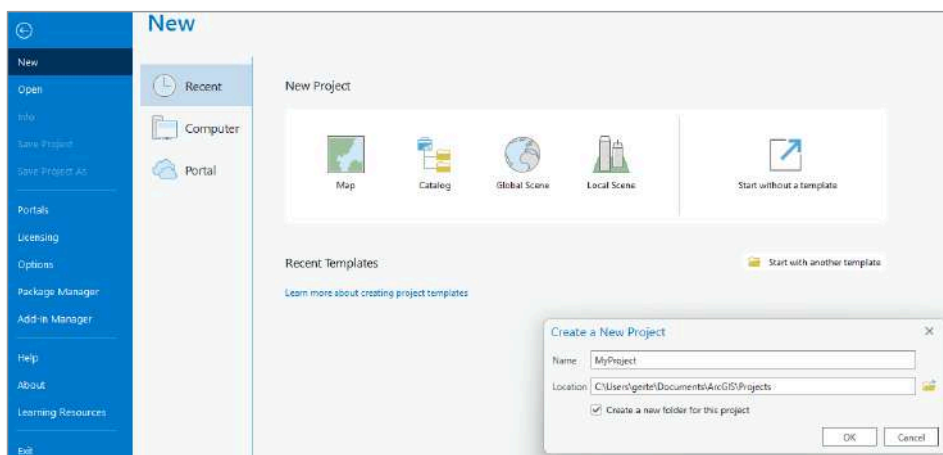 New
New
Open
Info
Save Project
Save Project As
Portals
Licensing
Options
Package Manager
Add-In Manager
Help
About
Learning Resources
Exit
Recent
Computer
Portal
New Project
Map
Catalog
Global Scene
Local Scene
Start without a template
Recent Templates
Start with another template
Learn more about creating project templates
Create a New Project
Name MyProject
Location C:\Users\gerte\Documents\ArcGIS\Projects
Create a new folder for this project
OK Cancel